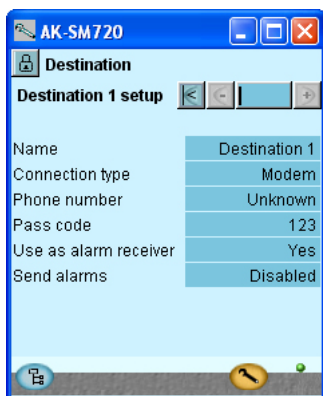 AK-SM720
Destination
Destination 1 setup
Name Destination 1
Connection type Modem
Phone number Unknown
Pass code 123
Use as alarm receiver Yes
Send alarms Disabled